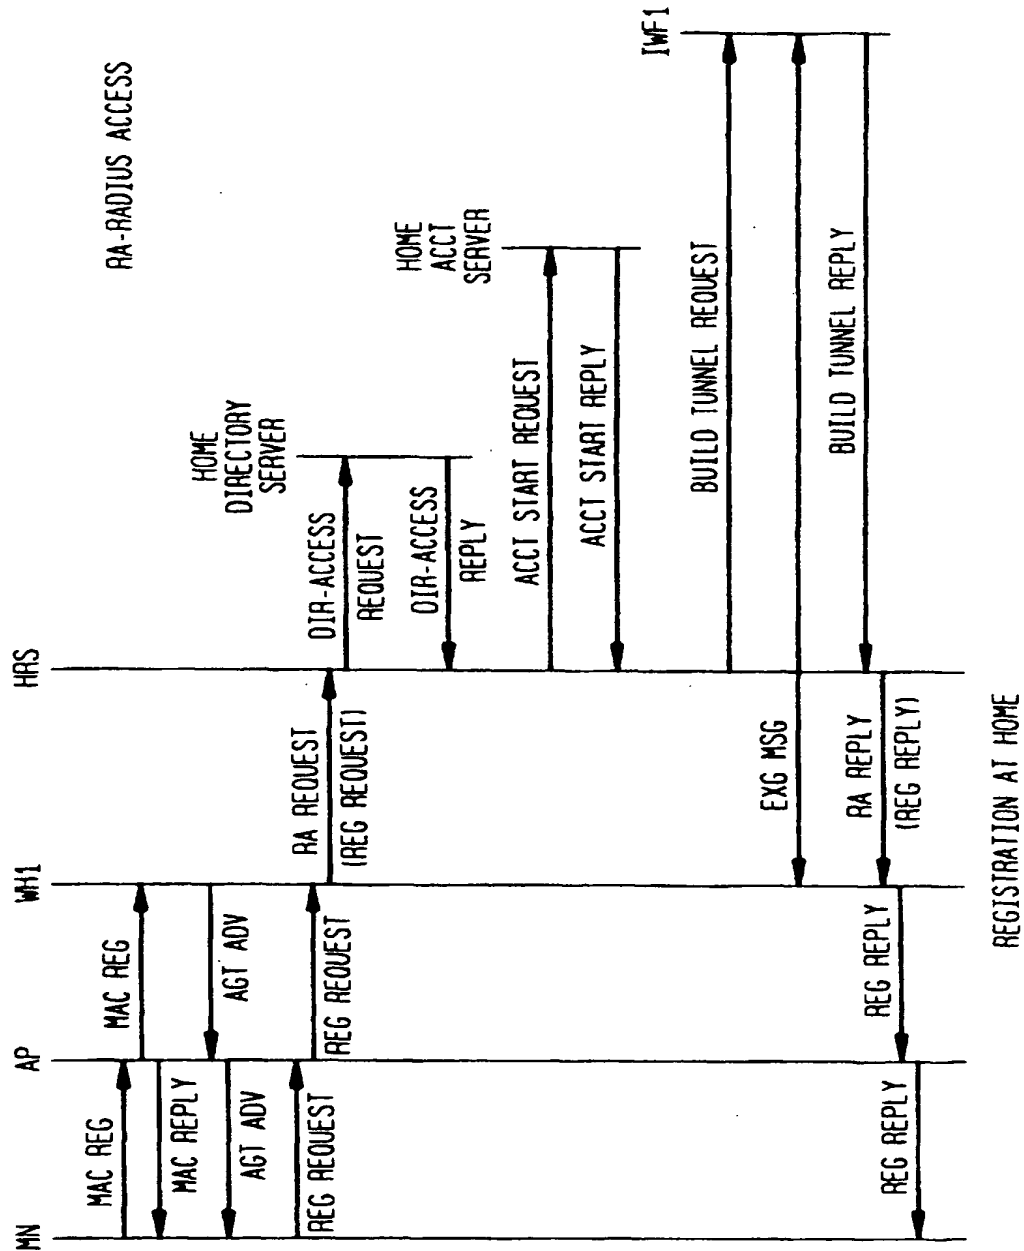 MN
AP
WH1
HRS
RA-RADIUS ACCESS
MAC REG
MAC REG
MAC REPLY
AGT ADV
AGT ADV
REG REQUEST
REG REQUEST
RA REQUEST
(REG REQUEST)
HOME
DIRECTORY
SERVER
DIR-ACCESS
REQUEST
DIR-ACCESS
REPLY
HOME
ACCT
SERVER
ACCT START REQUEST
ACCT START REPLY
IWF1
BUILD TUNNEL REQUEST
EXG MSG
BUILD TUNNEL REPLY
RA REPLY
(REG REPLY)
REG REPLY
REG REPLY
REGISTRATION AT HOME